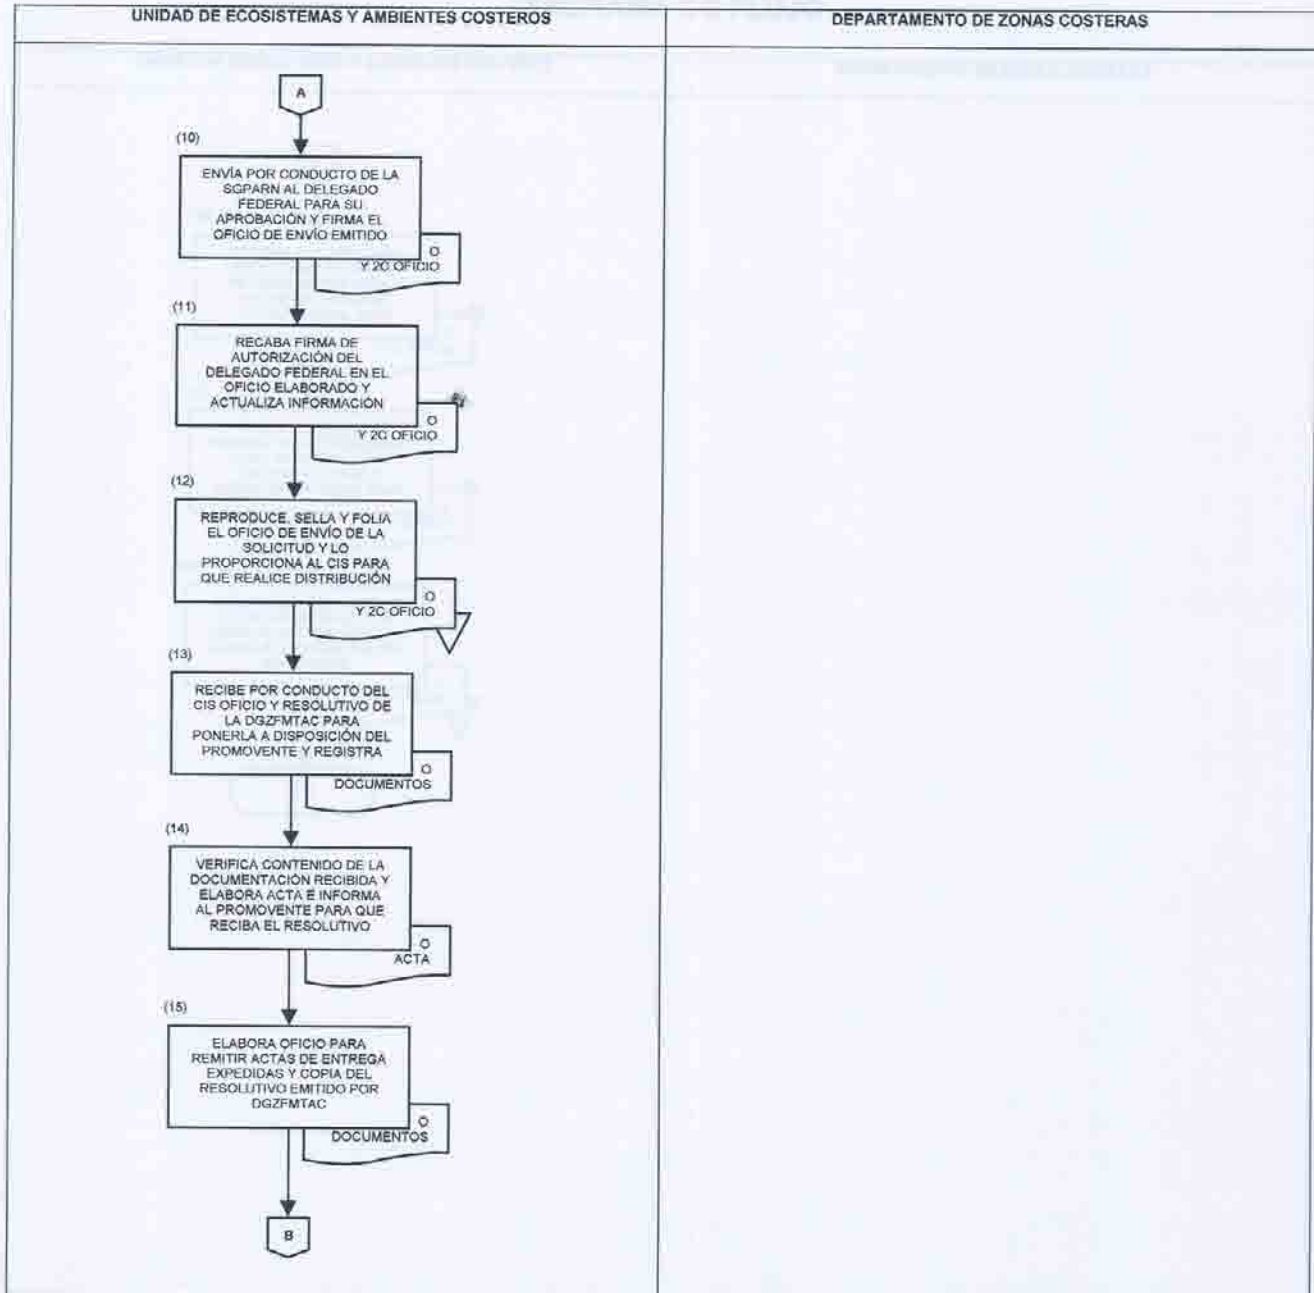 UNIDAD DE ECOSISTEMAS Y AMBIENTES COSTEROS
DEPARTAMENTO DE ZONAS COSTERAS
A
(10)
ENVÍA POR CONDUCTO DE LA
SGPARN AL DELEGADO
FEDERAL PARA SU
APROBACIÓN Y FIRMA EL
OFICIO DE ENVÍO EMITIDO
O
Y 2C OFICIO
(11)
RECABA FIRMA DE
AUTORIZACIÓN DEL
DELEGADO FEDERAL EN EL
OFICIO ELABORADO Y
ACTUALIZA INFORMACIÓN
O
Y 2C OFICIO
(12)
REPRODUCE, SELLA Y FOLIA
EL OFICIO DE ENVÍO DE LA
SOLICITUD Y LO
PROPORCIONA AL CIS PARA
QUE REALICE DISTRIBUCIÓN
O
Y 2C OFICIO
(13)
RECIBE POR CONDUCTO DEL
CIS OFICIO Y RESOLUTIVO DE
LA DGZFMTAC PARA
PONERLA A DISPOSICIÓN DEL
PROMOVENTE Y REGISTRA
O
DOCUMENTOS
(14)
VERIFICA CONTENIDO DE LA
DOCUMENTACIÓN RECIBIDA Y
ELABORA ACTA E INFORMA
AL PROMOVENTE PARA QUE
RECIBA EL RESOLUTIVO
O
ACTA
(15)
ELABORA OFICIO PARA
REMITIR ACTAS DE ENTREGA
EXPEDIDAS Y COPIA DEL
RESOLUTIVO EMITIDO POR
DGZFMTAC
O
DOCUMENTOS
B